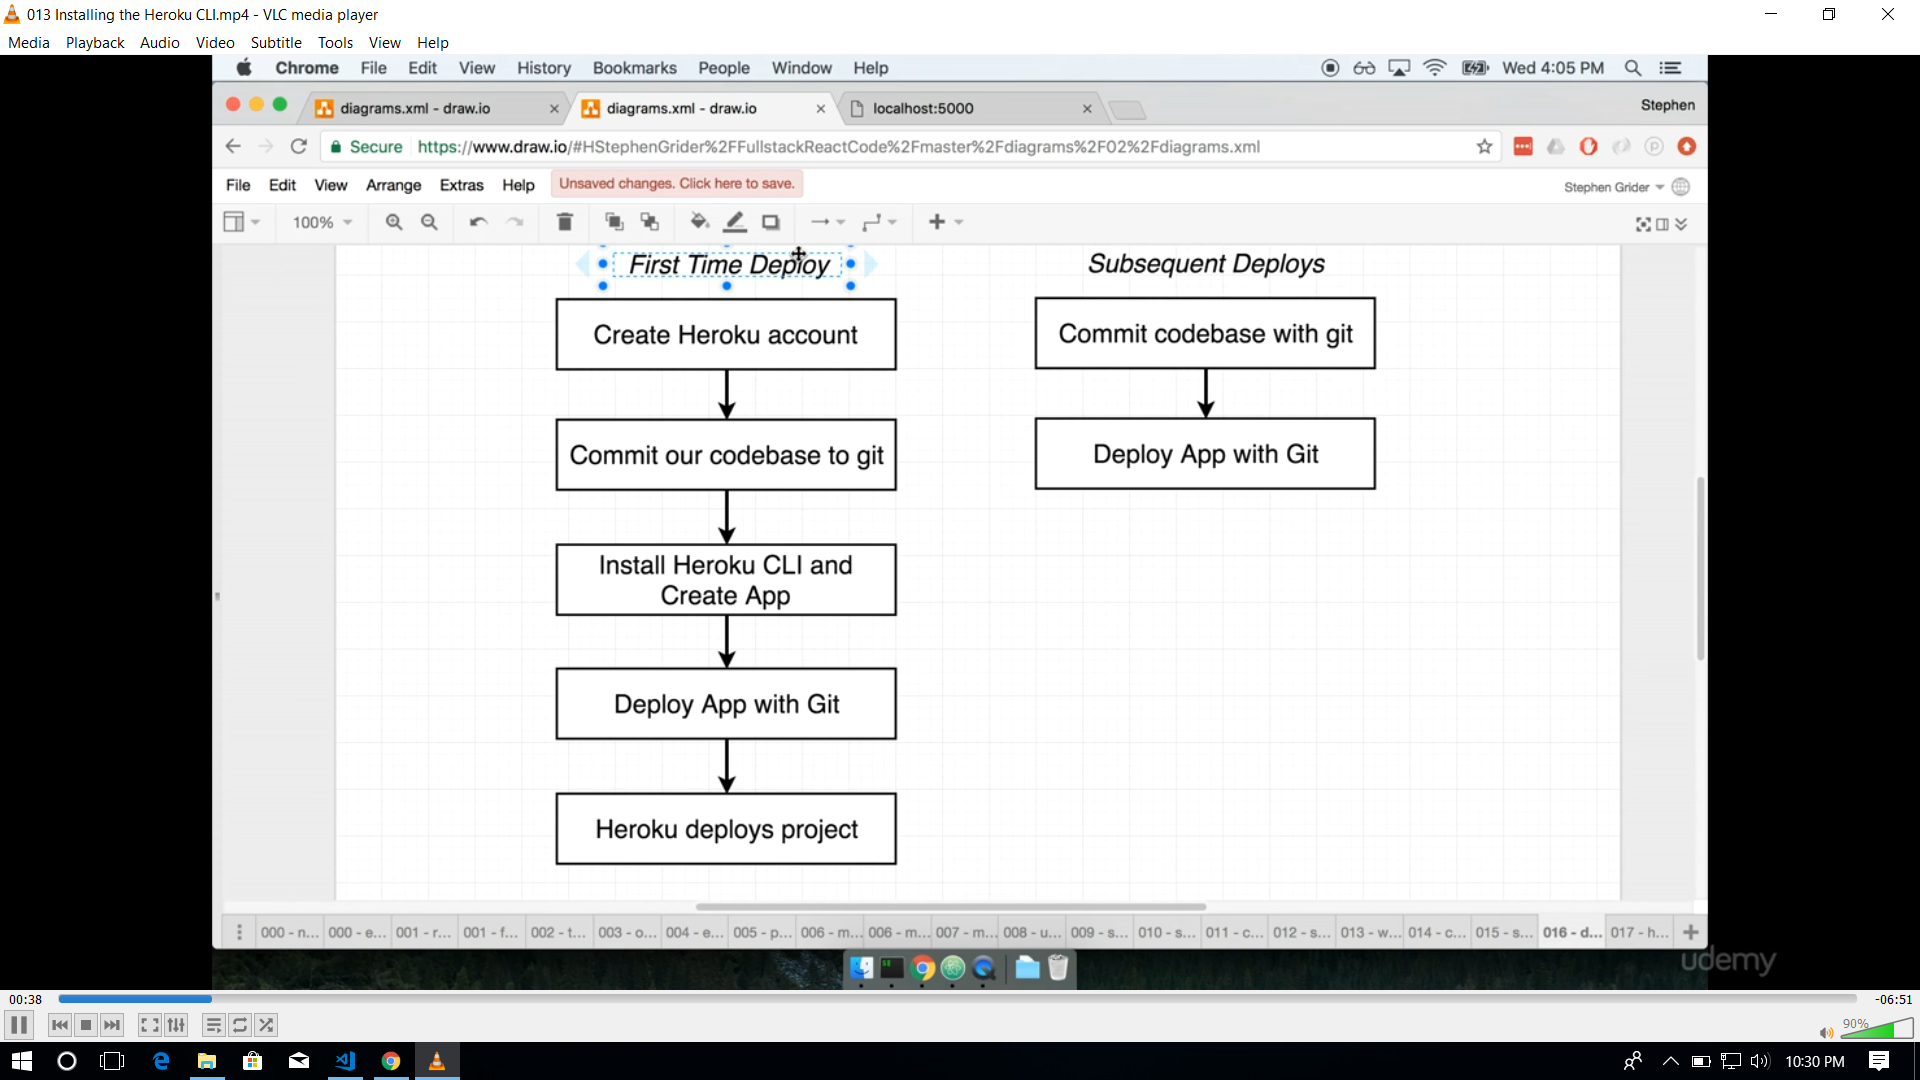 013 Installing the Heroku CLI.mp4 - VLC media player
Media Playback Audio Video Subtitle Tools View Help
Chrome File Edit View History Bookmarks People Window Help Wed 4:05 PM
diagrams.xml - draw.io diagrams.xml - draw.io localhost:5000 Stephen
Secure https://www.draw.io/#HStephenGrider%2FFullstackReactCode%2Fmaster%2Fdiagrams%2F02%2Fdiagrams.xml
File Edit View Arrange Extras Help Unsaved changes. Click here to save. Stephen Grider
100%
First Time Deploy
Create Heroku account
Commit our codebase to git
Install Heroku CLI and
Create App
Deploy App with Git
Heroku deploys project
Subsequent Deploys
Commit codebase with git
Deploy App with Git
000 - n... 000 - e... 001 - r... 001 - f... 002 - t... 003 - o... 004 - e... 005 - p... 006 - m... 006 - m... 007 - m... 008 - u... 009 - s... 010 - s... 011 - c... 012 - s... 013 - w... 014 - c... 015 - s... 016 - d... 017 - h...
udemy
00:38 -06:51
90%
10:30 PM